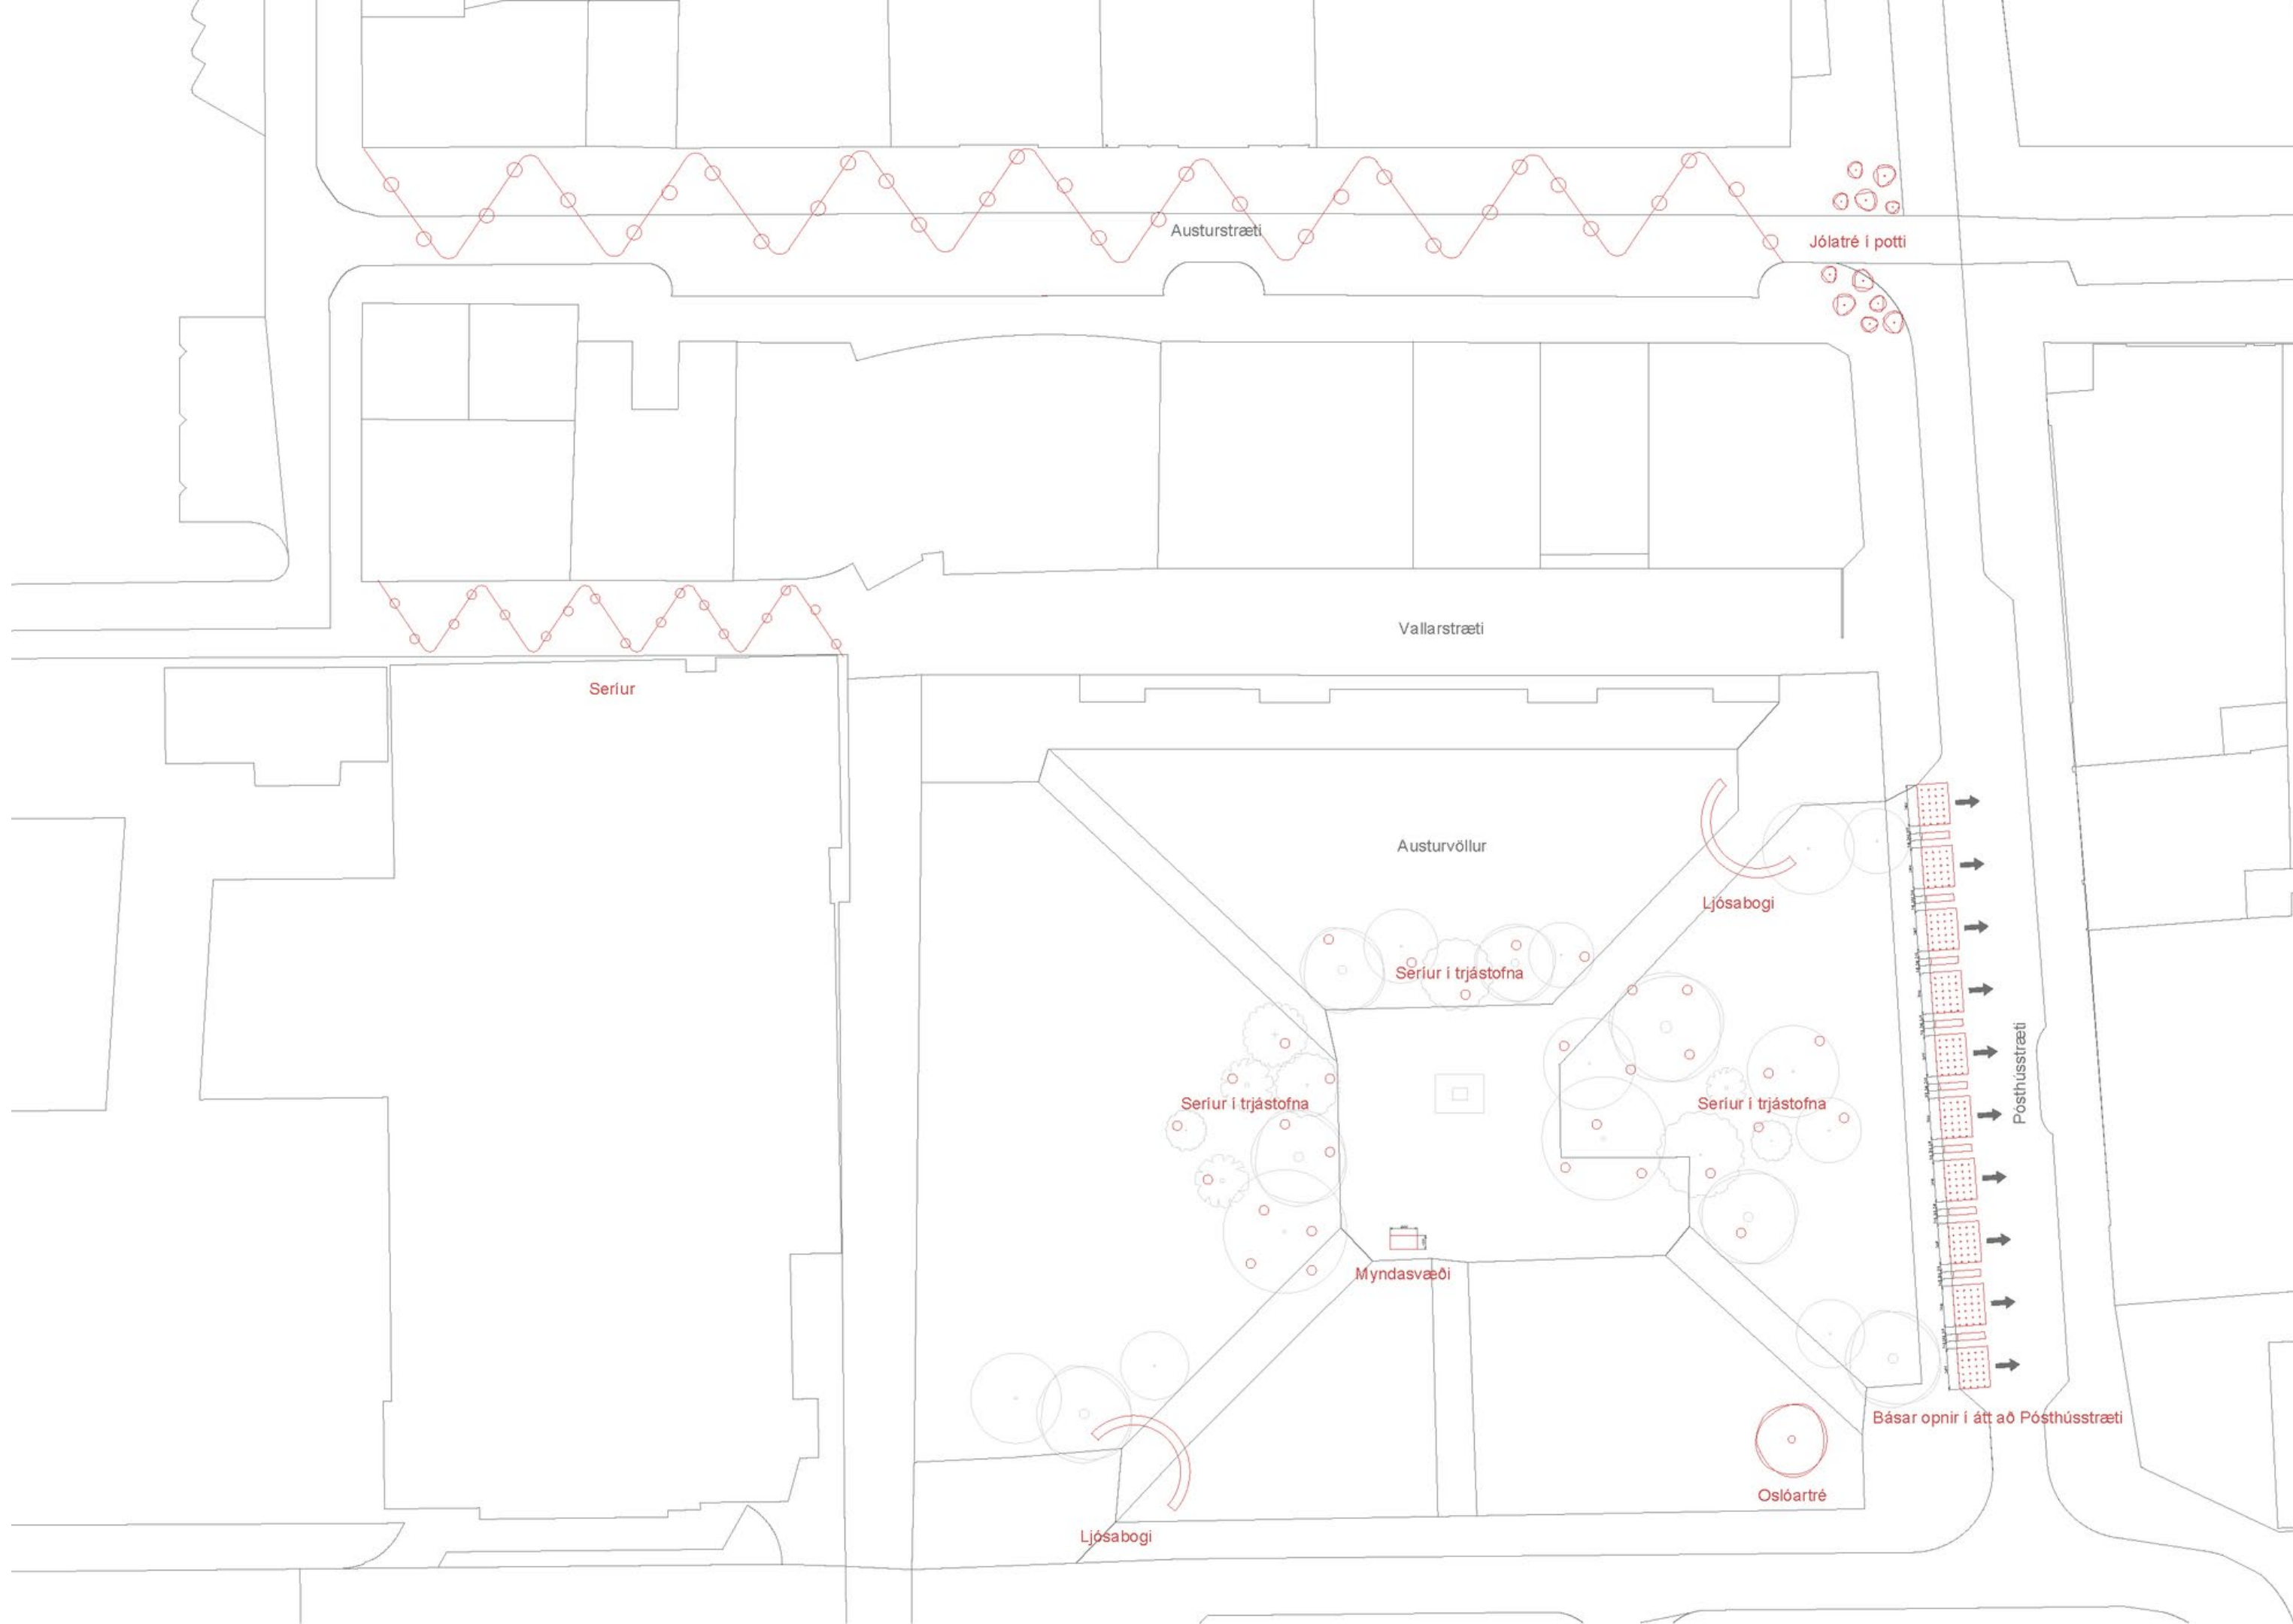 Austurstræti
Jólatré í potti
Vallarstræti
Seríur
Austurvöllur
Ljósabogi
Seríur í trjástofna
Seríur í trjástofna
Seríur í trjástofna
Pósthússtræti
Myndasvæði
Básar opnir í átt að Pósthússtræti
Oslóartré
Ljósabogi